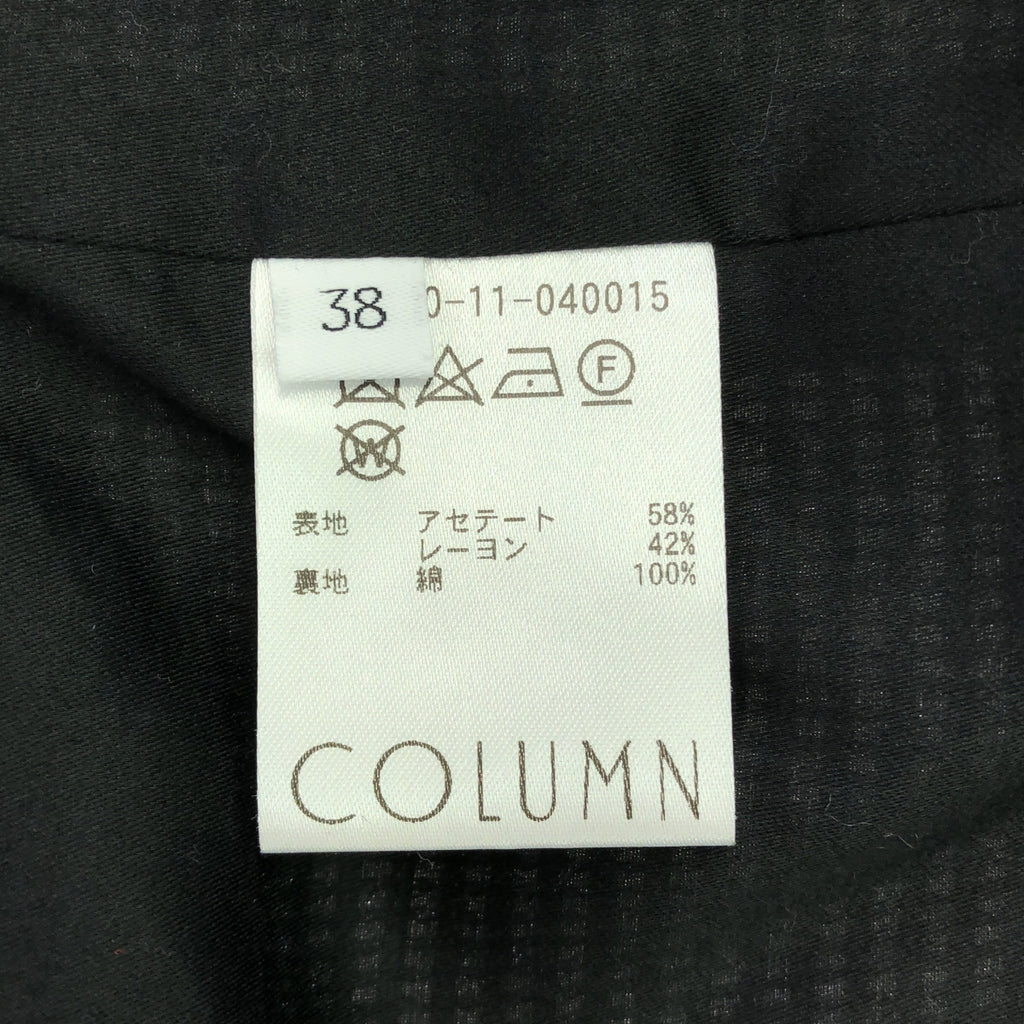 38
0-11-040015
F
W
表地 アセテート 58%
レーヨン 42%
裏地 綿 100%
COLUMN